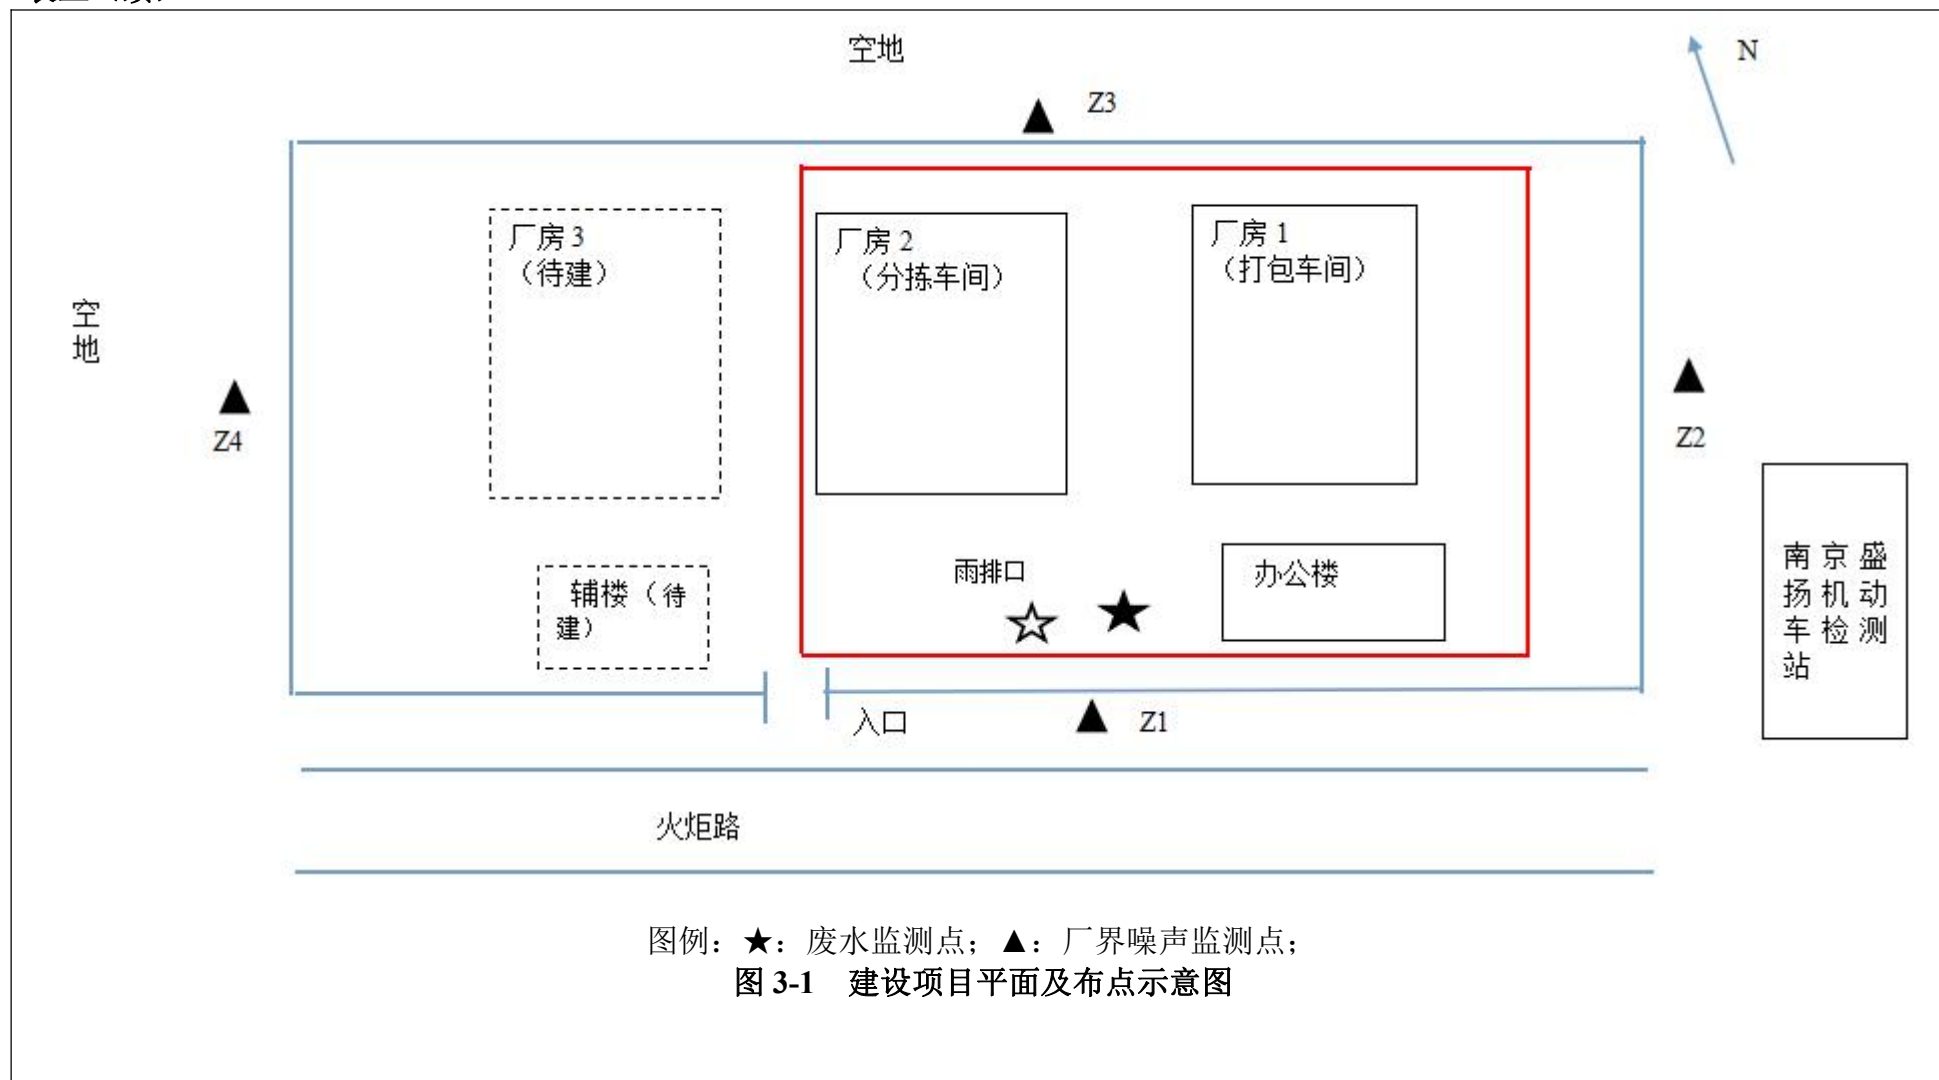 空地
N
Z3
厂房 3
（待建）
厂房 2
（分拣车间）
厂房 1
（打包车间）
空
地
Z4
Z2
南京盛
扬机动
车检测
站
雨排口
办公楼
辅楼（待
建）
入口
Z1
火炬路
图例：★：废水监测点；▲：厂界噪声监测点；
图 3-1 建设项目平面及布点示意图